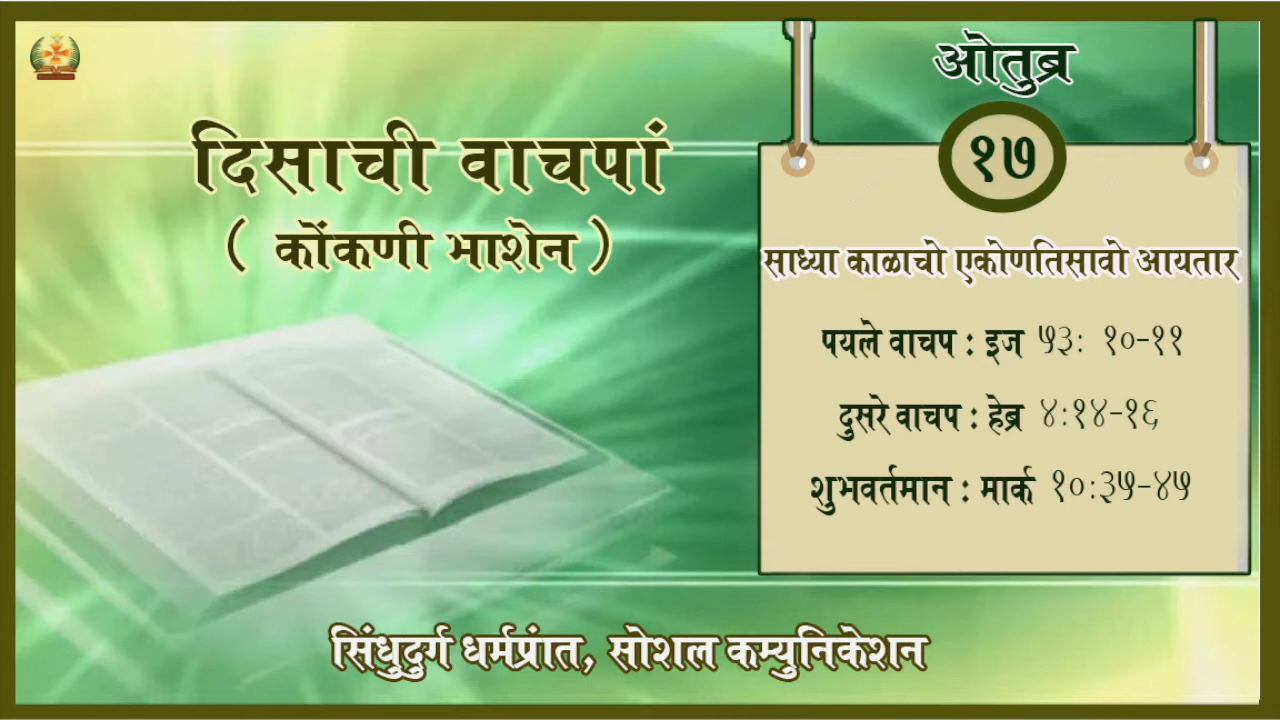 दिसाची वाचपां
( कोंकणी भाशेन )
ओतुब्र
१७
साध्या काळाचो एकोणतिसावो आयतार
पयले वाचप : इज ५३: १०-११
दुसरे वाचप : हेब्र ४:१४-१६
शुभवर्तमान : मार्क १०:३५-४५
सिंधुदुर्ग धर्मप्रांत, सोशल कम्युनिकेशन